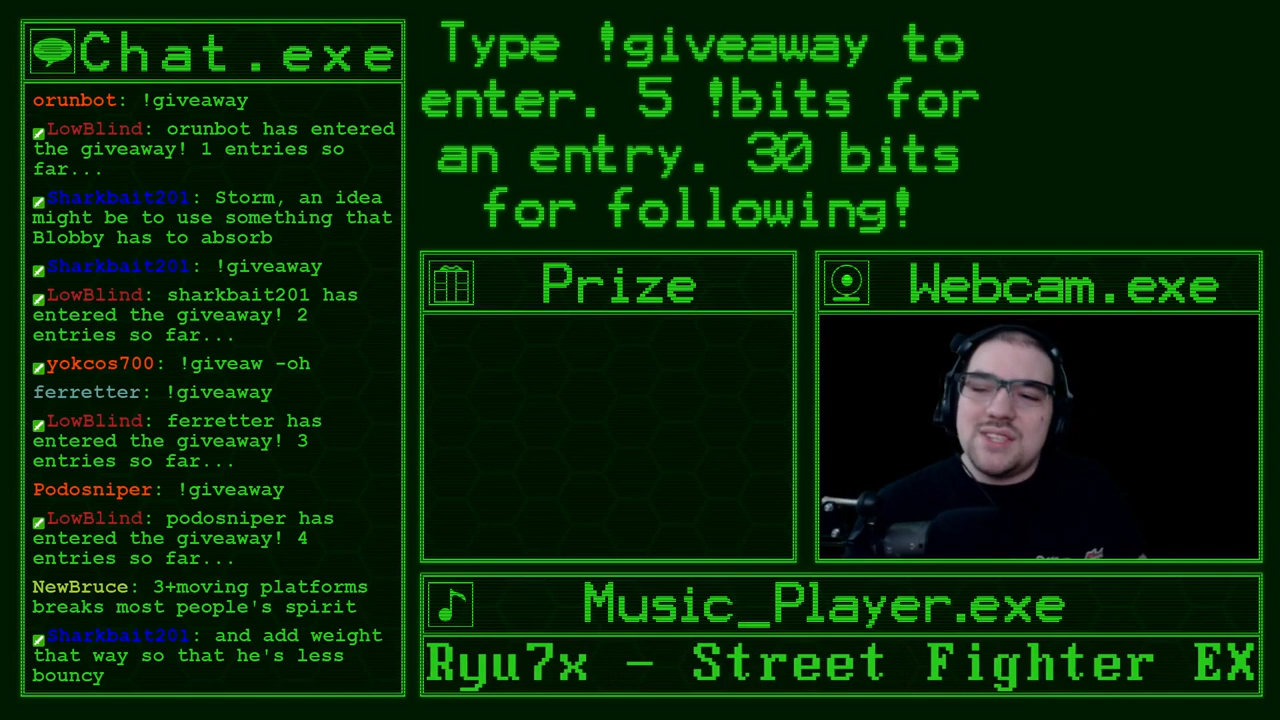 Chat.exe
orunbot: !giveaway
LowBlind: orunbot has entered
the giveaway! 1 entries so
far...
Sharkbait201: Storm, an idea
might be to use something that
Blobby has to absorb
Sharkbait201: !giveaway
LowBlind: sharkbait201 has
entered the giveaway! 2
entries so far...
yokcos700: !giveaw -oh
ferretter: !giveaway
LowBlind: ferretter has
entered the giveaway! 3
entries so far...
Podosniper: !giveaway
LowBlind: podosniper has
entered the giveaway! 4
entries so far...
NewBruce: 3+moving platforms
breaks most people's spirit
Sharkbait201: and add weight
that way so that he's less
bouncy
Type !giveaway to
enter. 5 !bits for
an entry. 30 bits
for following!
Prize
Webcam.exe
Music_Player.exe
Ryu7x - Street Fighter EX